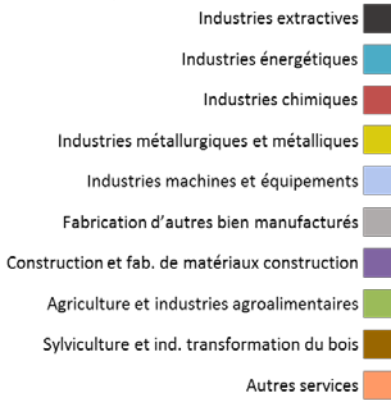 Industries extractives
Industries énergétiques
Industries chimiques
Industries métallurgiques et métalliques
Industries machines et équipements
Fabrication d'autres bien manufacturés
Construction et fab. de matériaux construction
Agriculture et industries agroalimentaires
Sylviculture et ind. transformation du bois
Autres services